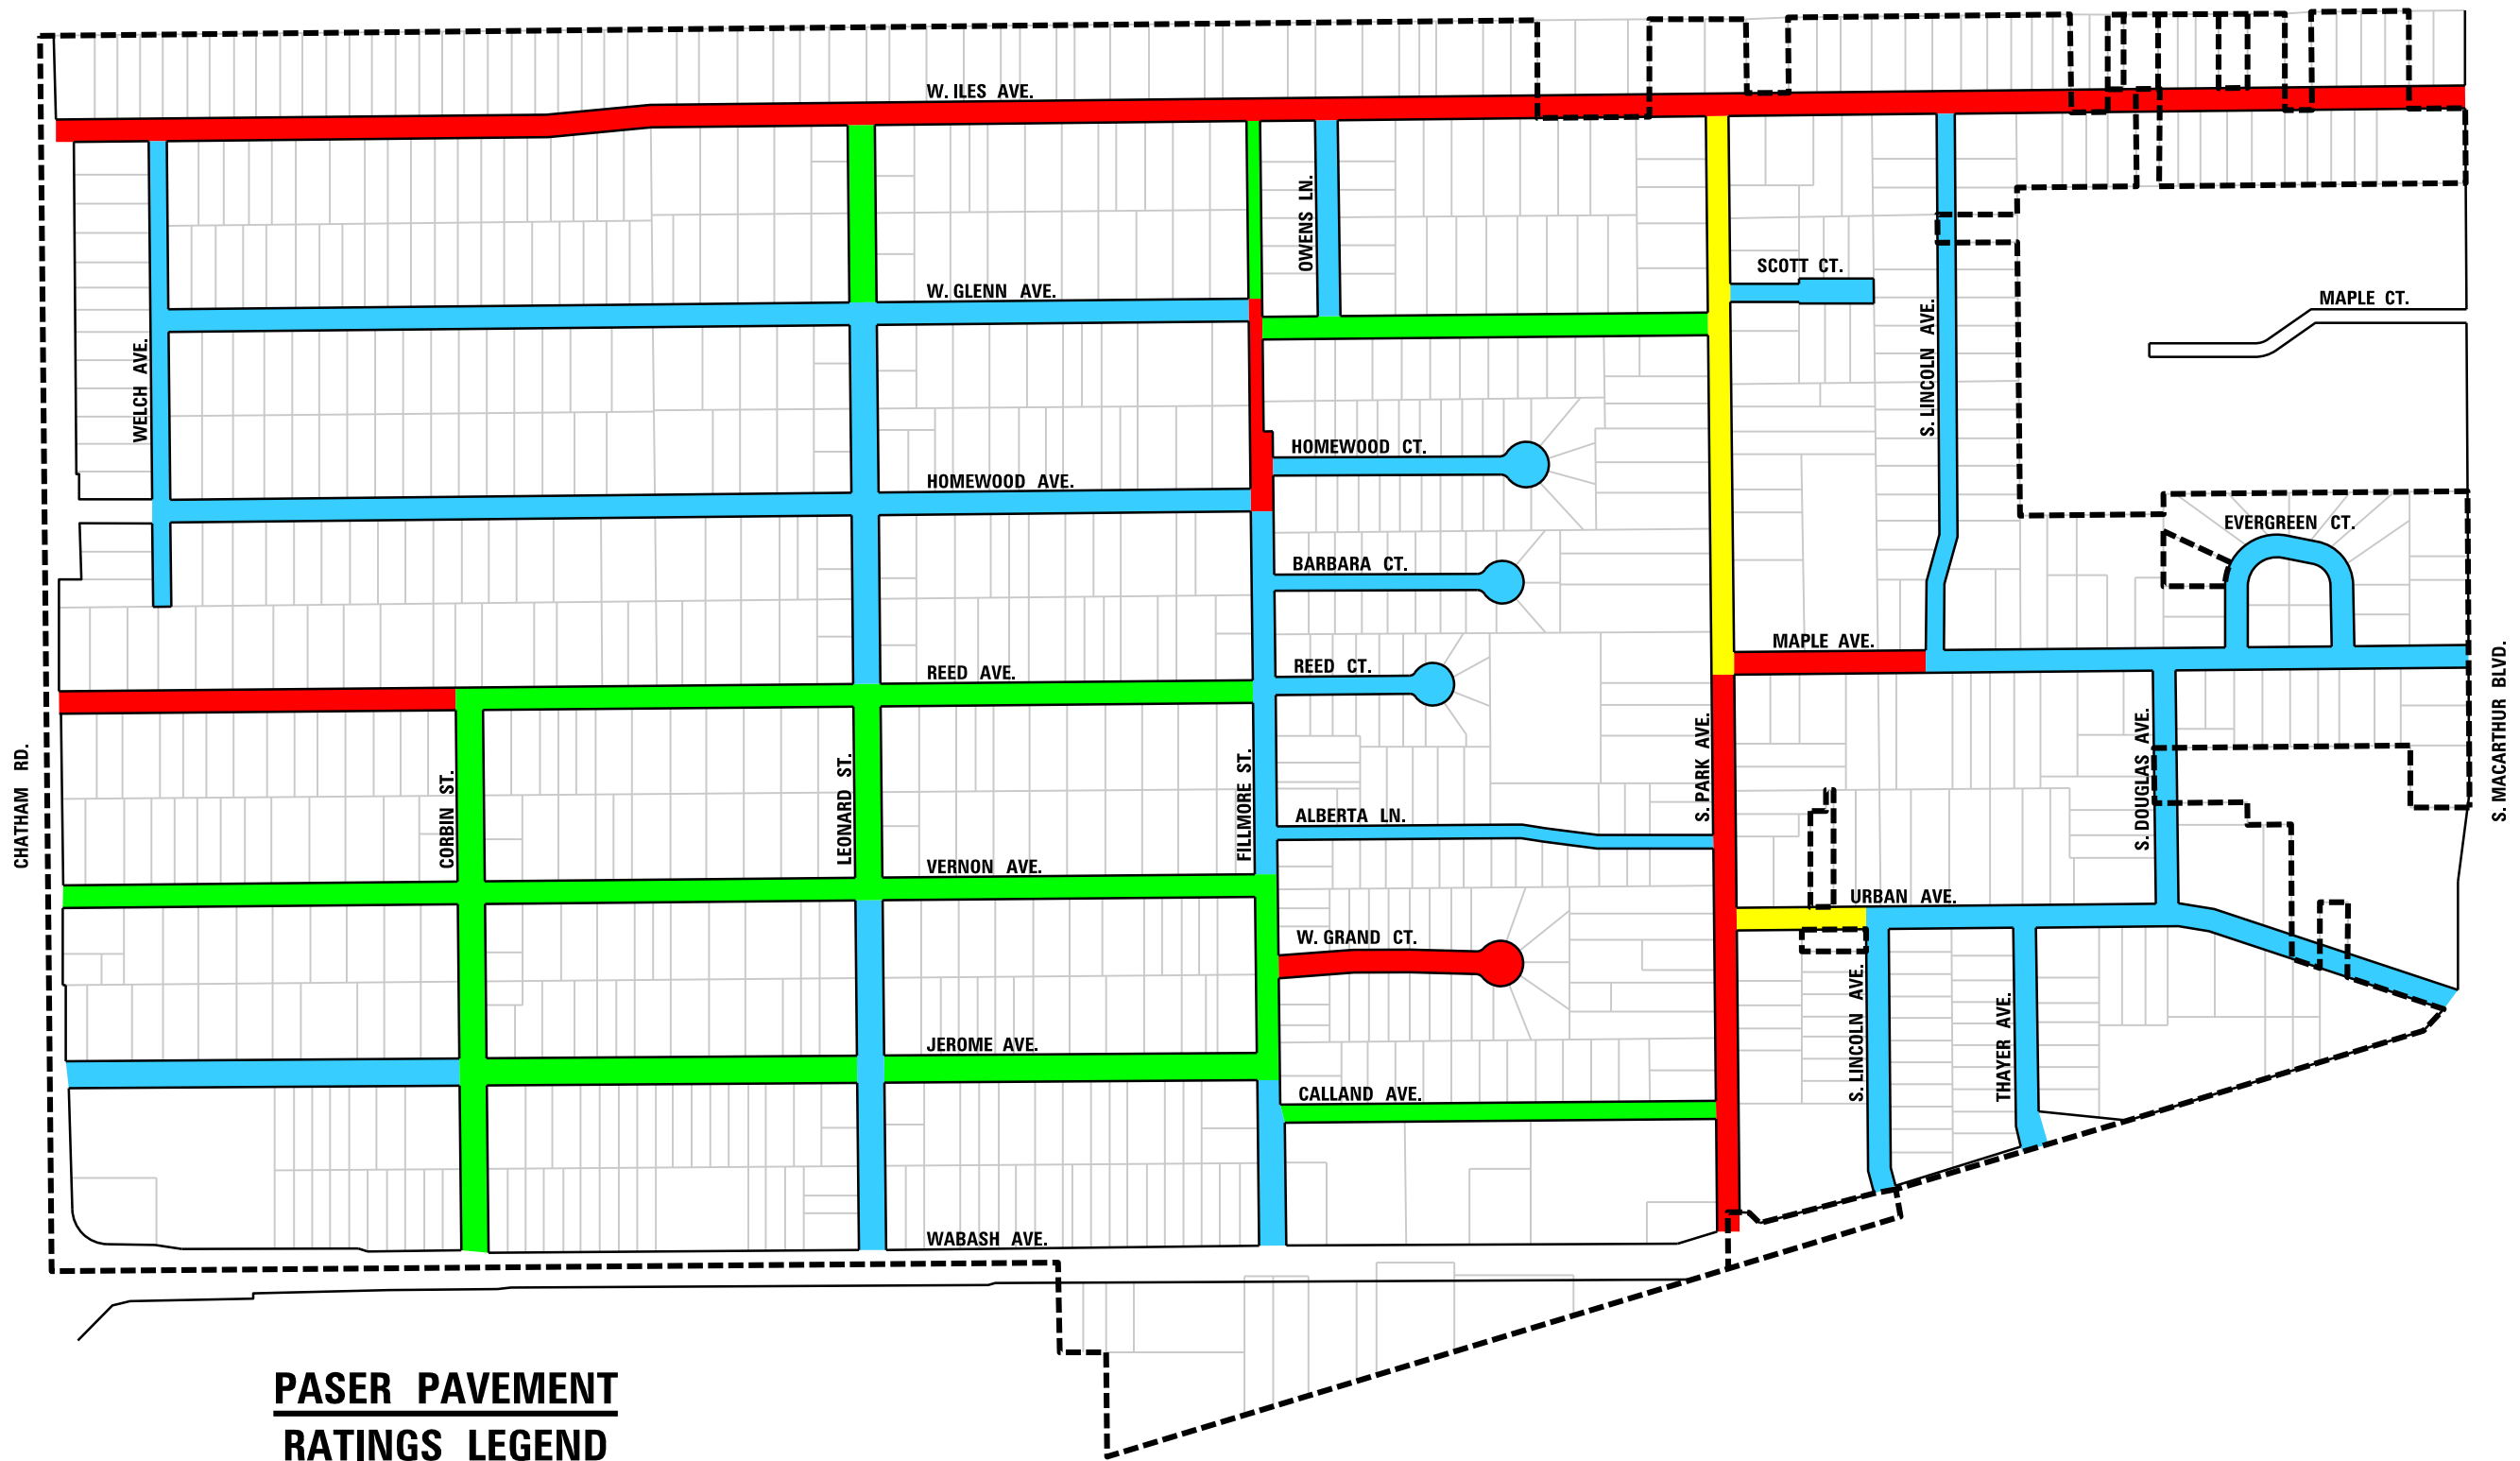 W. ILES AVE.
OWENS LN.
W. GLENN AVE.
SCOTT CT.
MAPLE CT.
WELCH AVE.
S. LINCOLN AVE.
HOMEWOOD CT.
HOMEWOOD AVE.
EVERGREEN CT.
BARBARA CT.
MAPLE AVE.
REED CT.
REED AVE.
S. MACARTHUR BLVD.
CHATHAM RD.
CORBIN ST.
LEONARD ST.
FILLMORE ST.
S. PARK AVE.
S. DOUGLAS AVE.
ALBERTA LN.
VERNON AVE.
URBAN AVE.
W. GRAND CT.
S. LINCOLN AVE.
THAYER AVE.
JEROME AVE.
CALLAND AVE.
WABASH AVE.
PASER PAVEMENT
RATINGS LEGEND